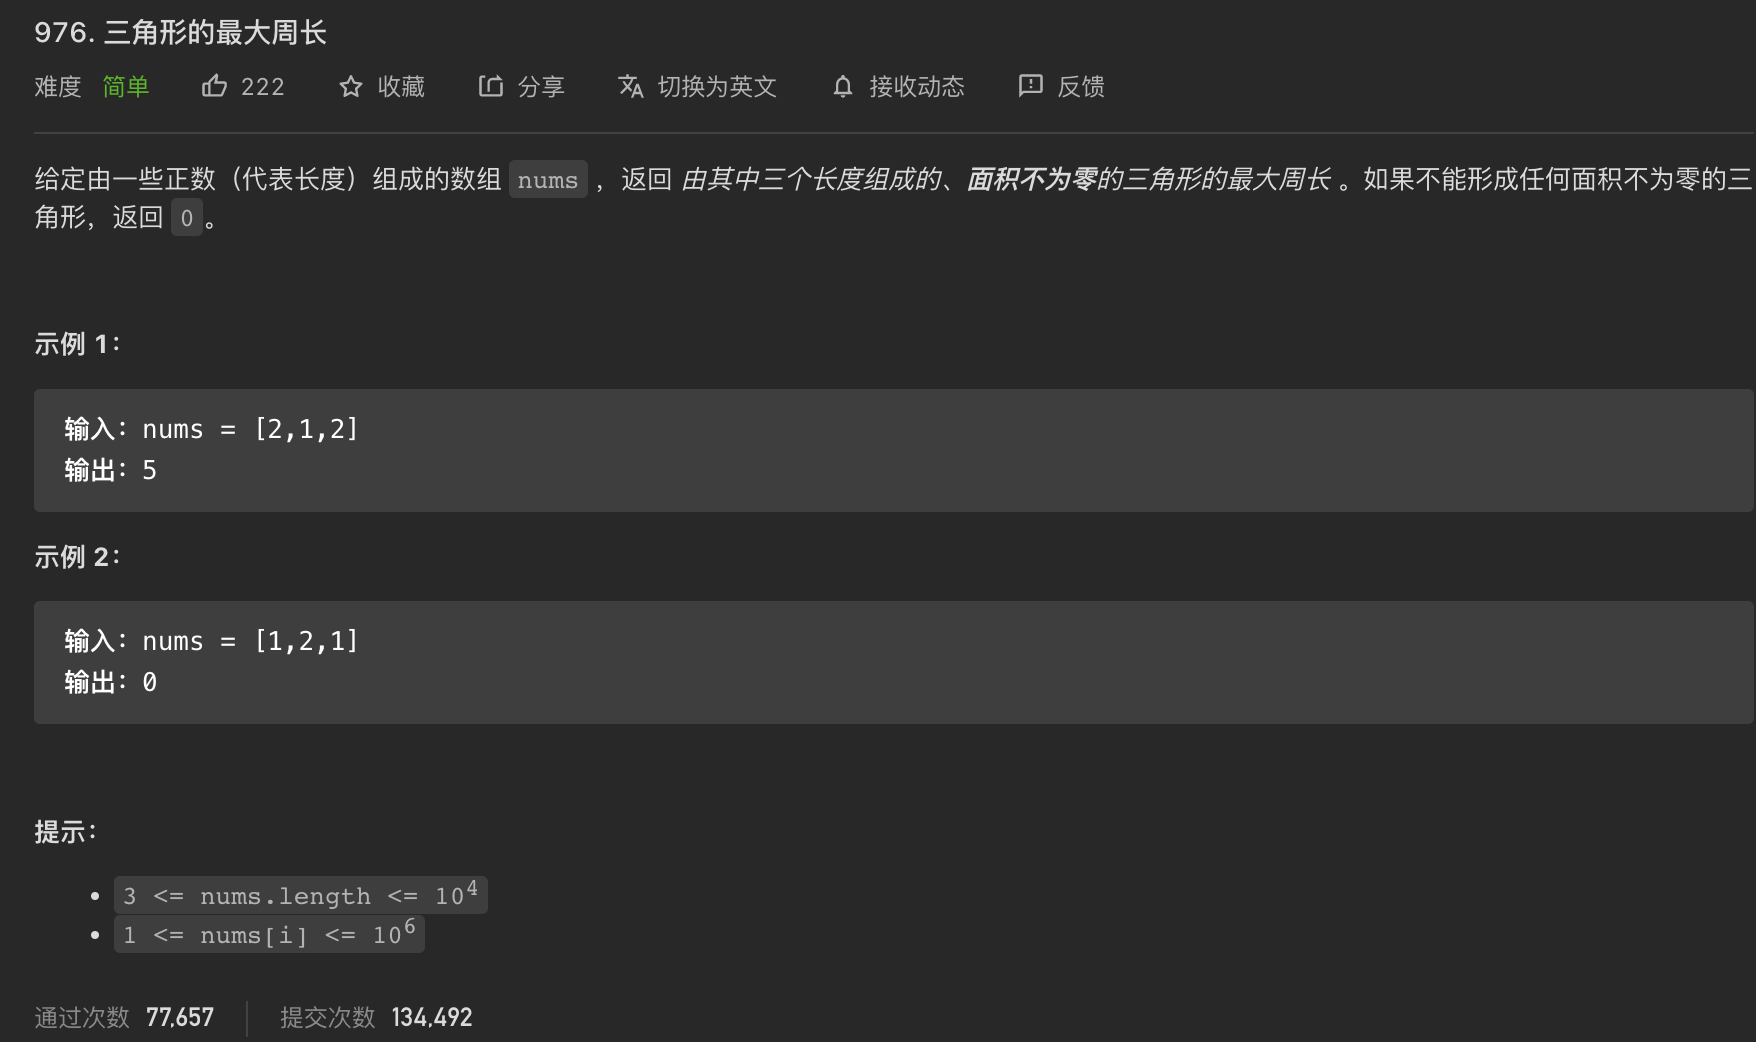 976. 三角形的最大周长
难度 简单 222 收藏 分享 切换为英文 接收动态 反馈
给定由一些正数（代表长度）组成的数组 nums ，返回 由其中三个长度组成的、面积不为零的三角形的最大周长 。如果不能形成任何面积不为零的三
角形，返回 0。
示例 1：
输入：nums = [2,1,2]
输出：5
示例 2：
输入：nums = [1,2,1]
输出：0
提示：
3 <= nums.length <= 10⁴
1 <= nums[i] <= 10⁶
通过次数 77,657 提交次数 134,492